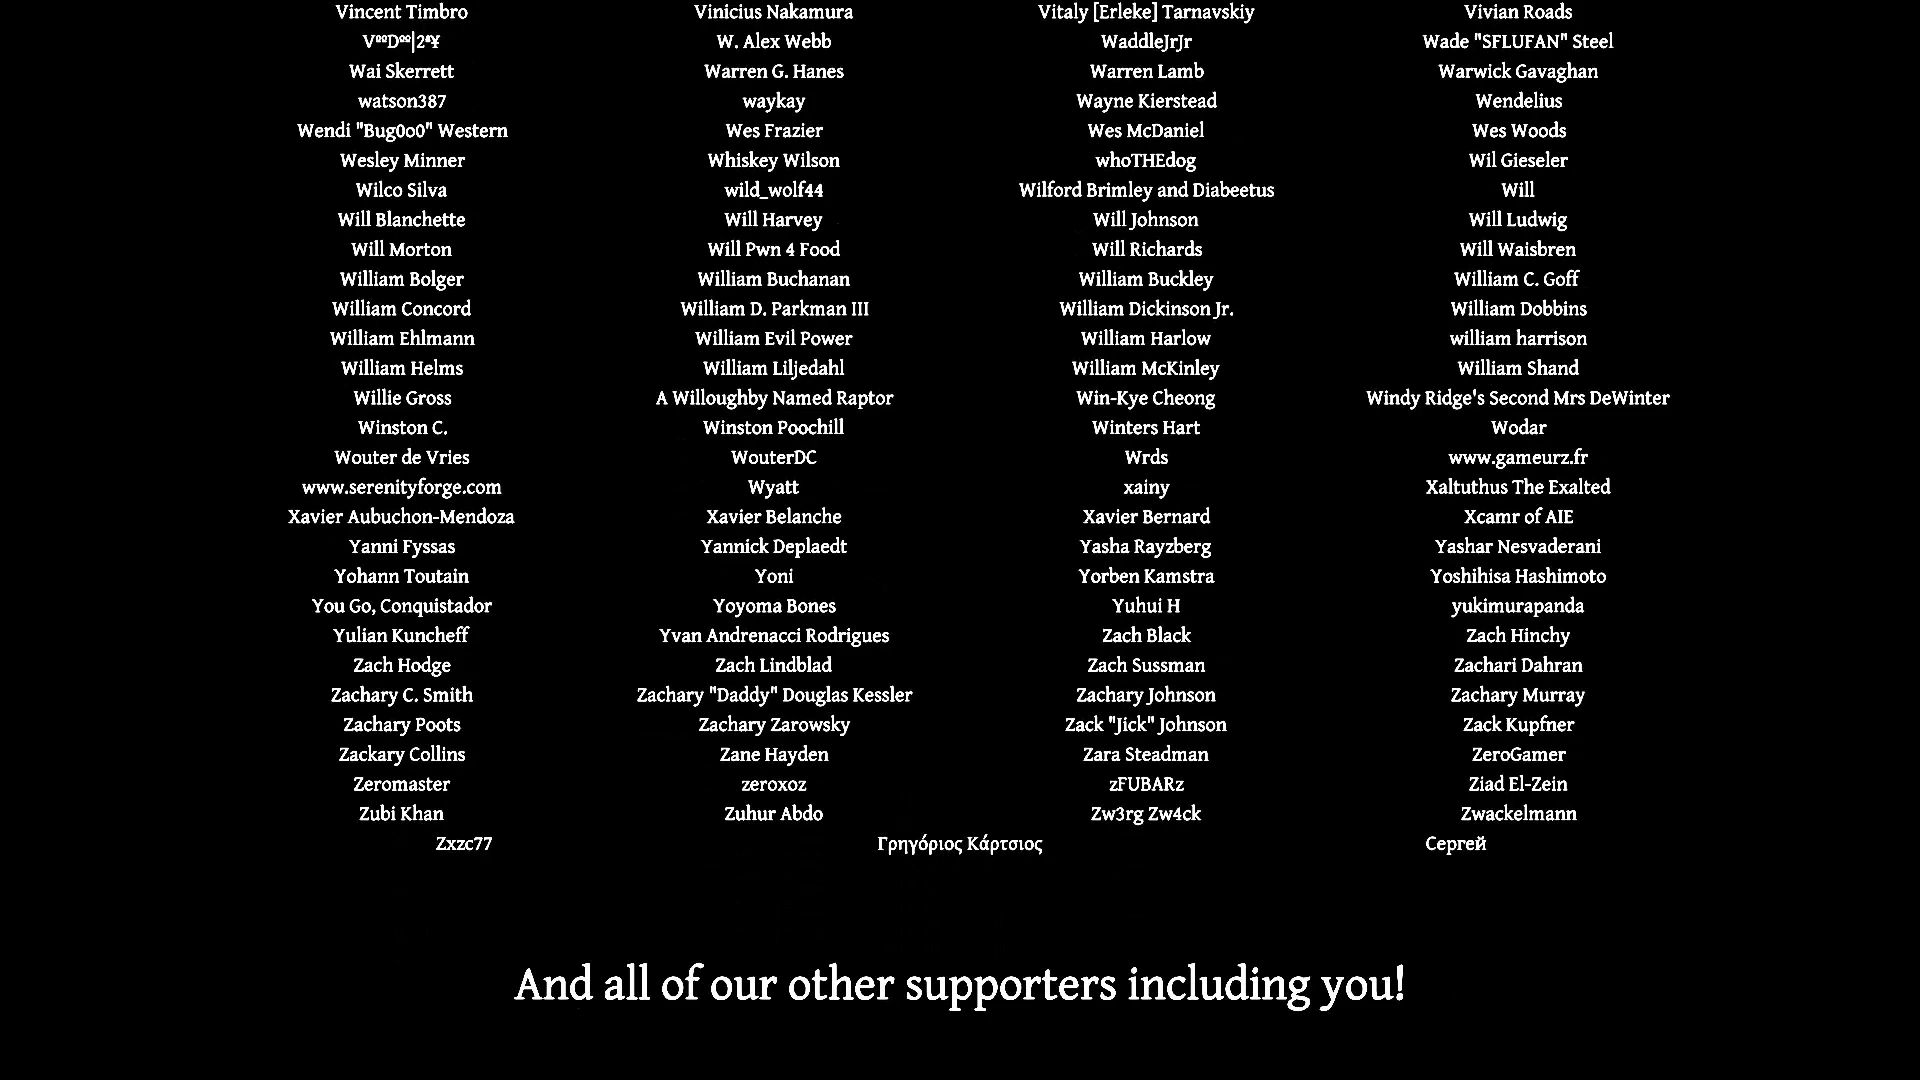 Vincent Timbro Vinicius Nakamura Vitaly [Erleke] Tarnavskiy Vivian Roads
W. Alex Webb WaddleJrJr Wade "SFLUFAN" Steel
Wai Skerrett Warren G. Hanes Warren Lamb Warwick Gavaghan
watson387 waykay Wayne Kierstead Wendelius
Wendi "Bug0o0" Western Wes Frazier Wes McDaniel Wes Woods
Wesley Minner Whiskey Wilson whoTHEdog Wil Gieseler
Wilco Silva wild_wolf44 Wilford Brimley and Diabeetus Will
Will Blanchette Will Harvey Will Johnson Will Ludwig
Will Morton Will Pwn 4 Food Will Richards Will Waisbren
William Bolger William Buchanan William Buckley William C. Goff
William Concord William D. Parkman III William Dickinson Jr. William Dobbins
William Ehlmann William Evil Power William Harlow william harrison
William Helms William Liljedahl William McKinley William Shand
Willie Gross A Willoughby Named Raptor Win-Kye Cheong Windy Ridge's Second Mrs DeWinter
Winston C. Winston Poochill Winters Hart Wodar
Wouter de Vries WouterDC Wrds www.gameurz.fr
www.serenityforge.com Wyatt xainy Xaltuthus The Exalted
Xavier Aubuchon-Mendoza Xavier Belanche Xavier Bernard Xcamr of AIE
Yanni Fyssas Yannick Deplaedt Yasha Rayzberg Yashar Nesvaderani
Yohann Toutain Yoni Yorben Kamstra Yoshihisa Hashimoto
You Go, Conquistador Yoyoma Bones Yuhui H yukimurapanda
Yulian Kuncheff Yvan Andrenacci Rodrigues Zach Black Zach Hinchy
Zach Hodge Zach Lindblad Zach Sussman Zachari Dahran
Zachary C. Smith Zachary "Daddy" Douglas Kessler Zachary Johnson Zachary Murray
Zachary Poots Zachary Zarowsky Zack "Jick" Johnson Zack Kupfner
Zackary Collins Zane Hayden Zara Steadman ZeroGamer
Zeromaster zeroxoz zFUBARz Ziad El-Zein
Zubi Khan Zuhur Abdo Zw3rg Zw4ck Zwackelmann
Zxzc77 Γρηγόριος Κάρτσιος Сергей
And all of our other supporters including you!